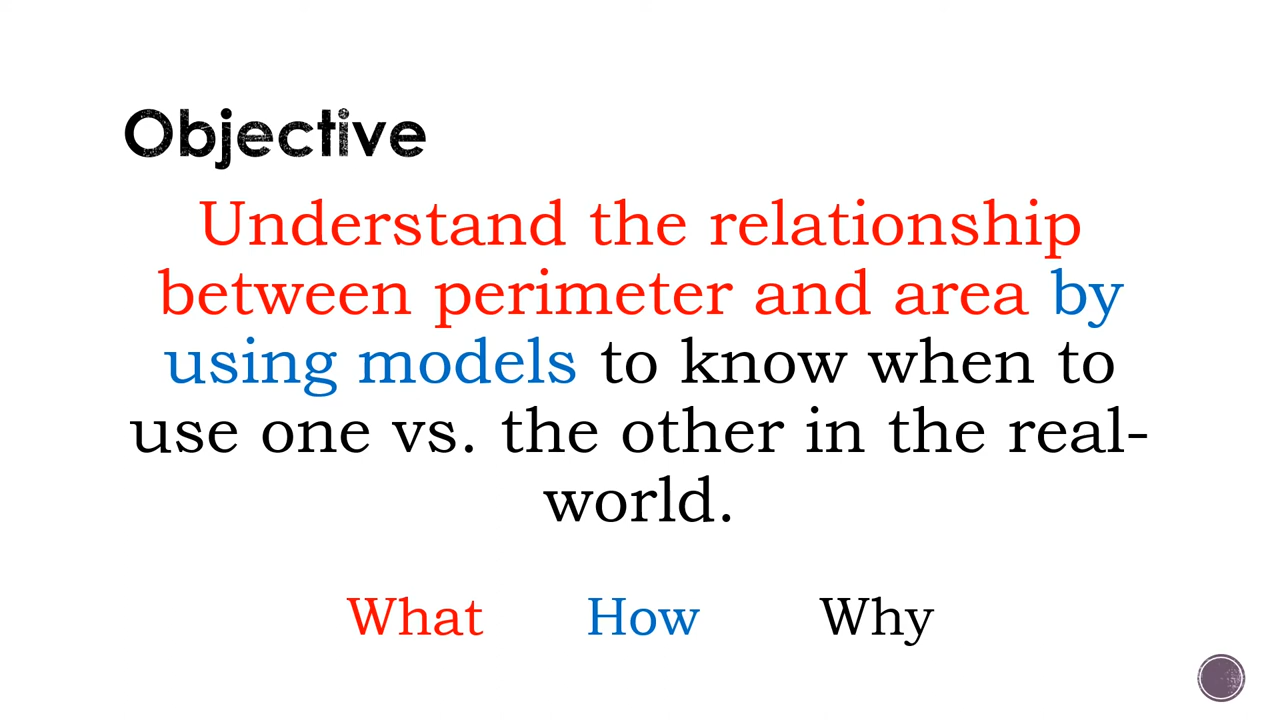 Objective
Understand the relationship
between perimeter and area by
using models to know when to
use one vs. the other in the real-
world.
What How Why